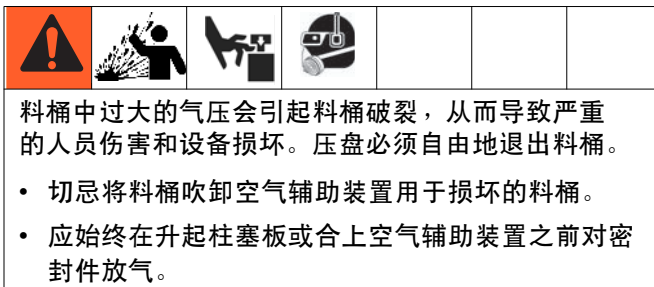 料桶中过大的气压会引起料桶破裂，从而导致严重
的人员伤害和设备损坏。压盘必须自由地退出料桶。
• 切忌将料桶吹卸空气辅助装置用于损坏的料桶。
• 应始终在升起柱塞板或合上空气辅助装置之前对密
封件放气。